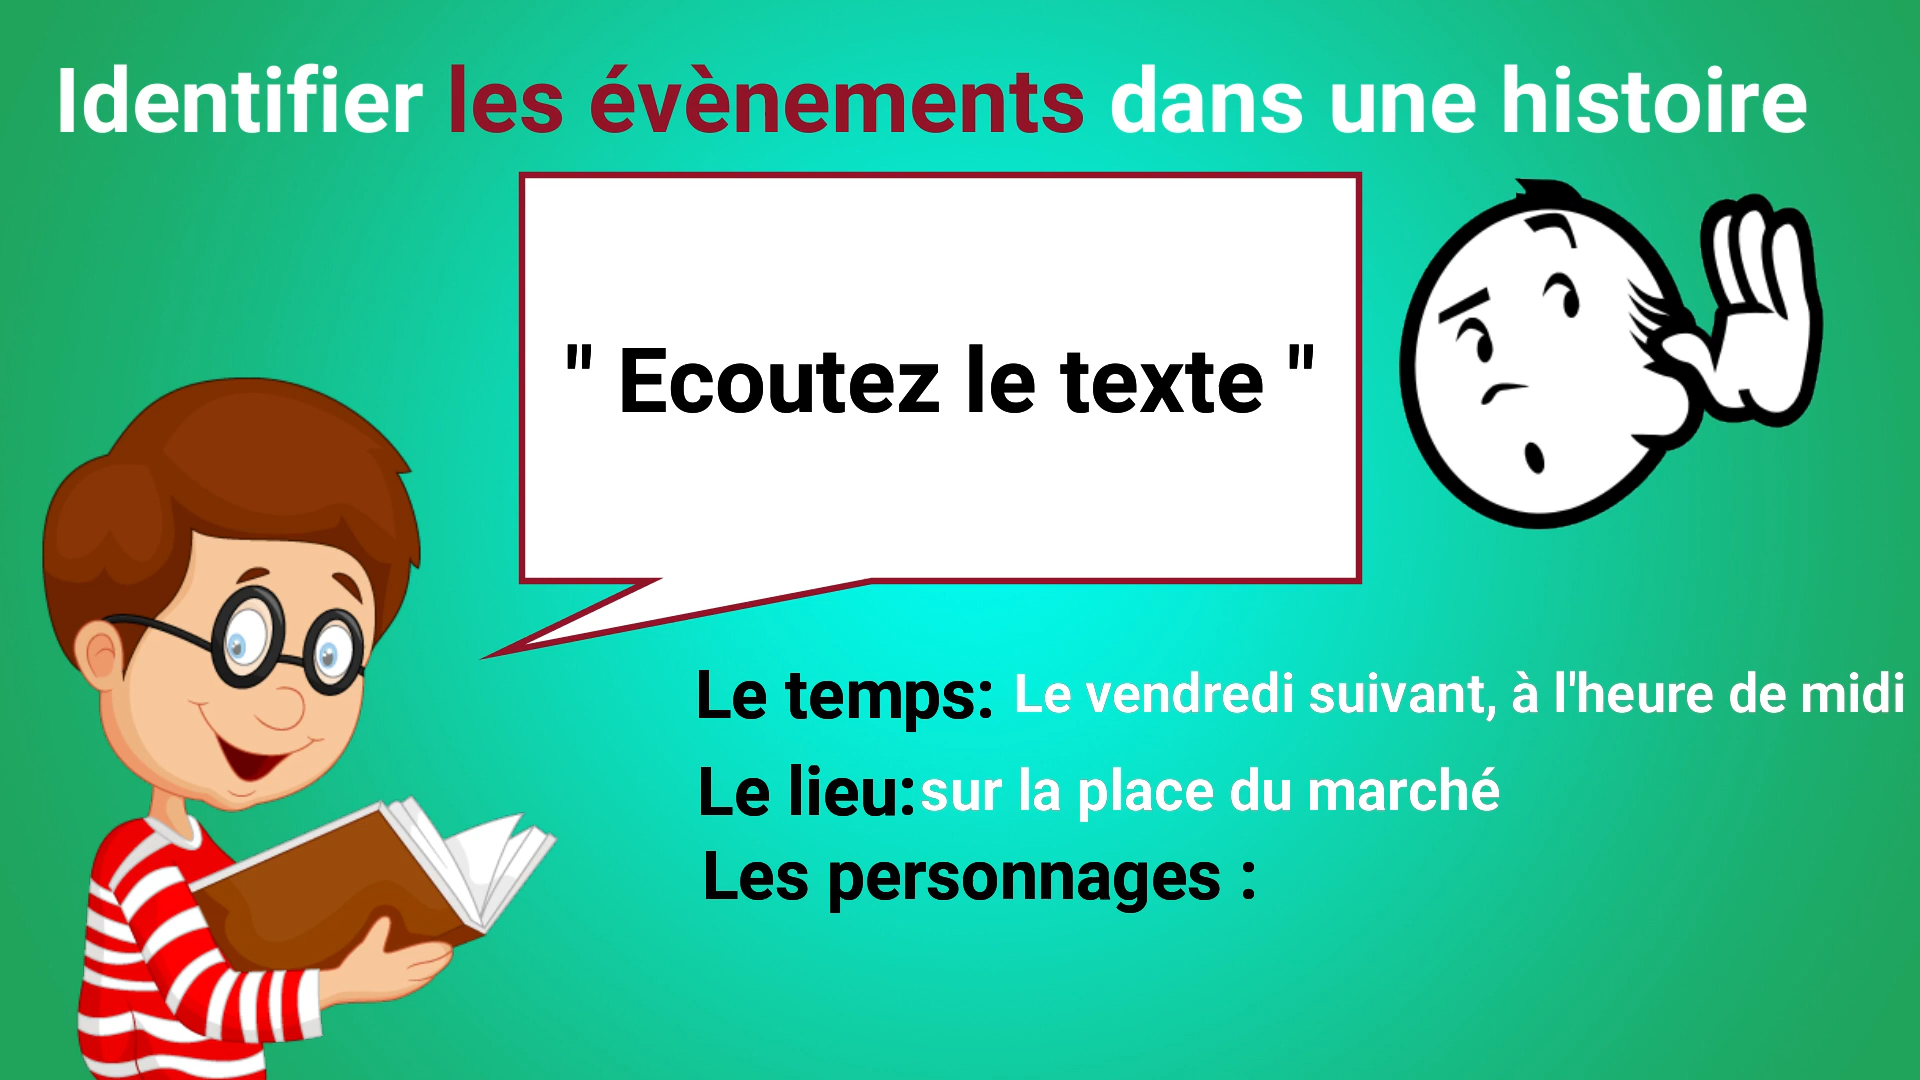 Identifier les évènements dans une histoire
" Ecoutez le texte "
Le temps: Le vendredi suivant, à l'heure de midi
Le lieu: sur la place du marché
Les personnages :